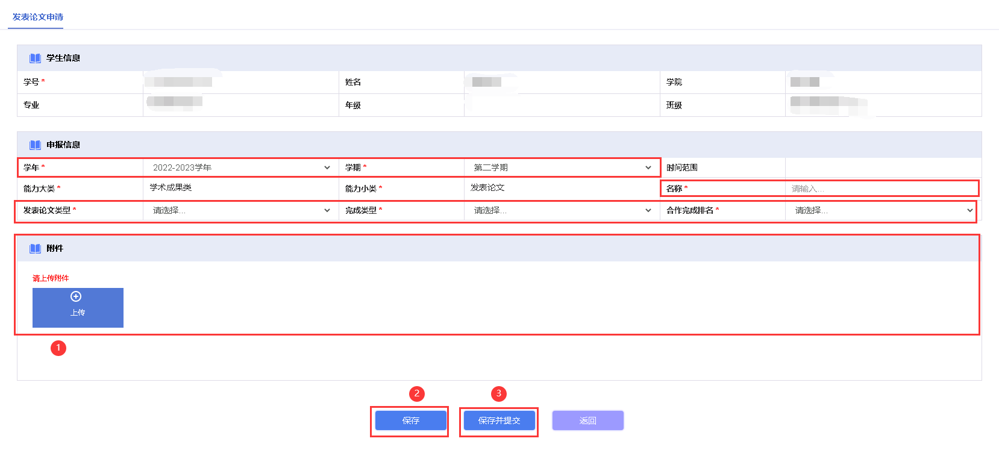 发表论文申请
学生信息
学号 * 姓名 学院
专业 年级 班级
申报信息
学年 * 2022-2023学年 学期 * 第二学期 时间范围
能力大类 * 学术成果类 能力小类 * 发表论文 名称 * 请输入...
发表论文类型 * 请选择... 完成类型 * 请选择... 合作完成排名 * 请选择...
附件
请上传附件
上传
1
2 3
保存 保存并提交 返回